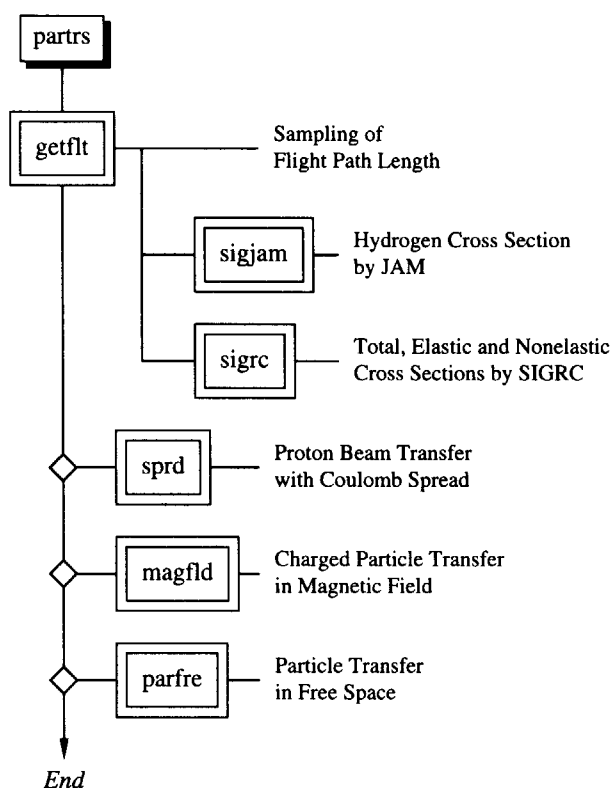 partrs
getflt
Sampling of
Flight Path Length
sigjam
Hydrogen Cross Section
by JAM
sigrc
Total, Elastic and Nonelastic
Cross Sections by SIGRC
sprd
Proton Beam Transfer
with Coulomb Spread
magfld
Charged Particle Transfer
in Magnetic Field
parfre
Particle Transfer
in Free Space
End